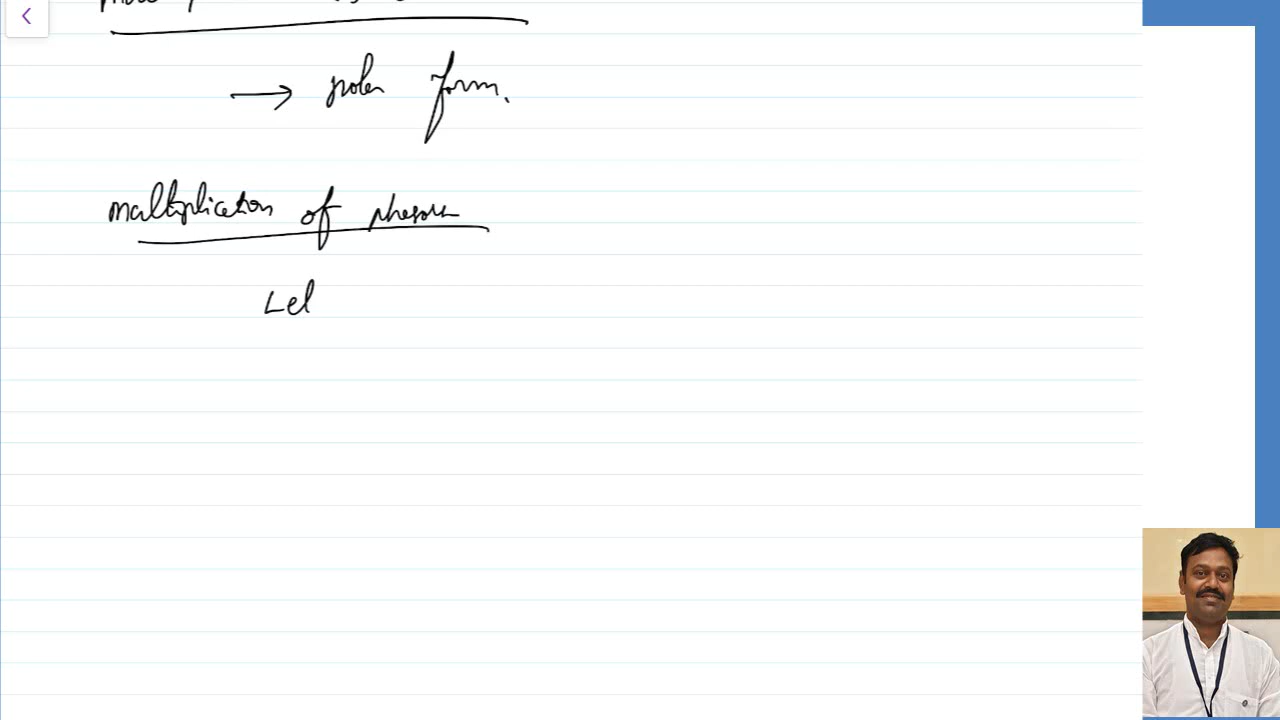 → polar form.
multiplication of phasors
Let